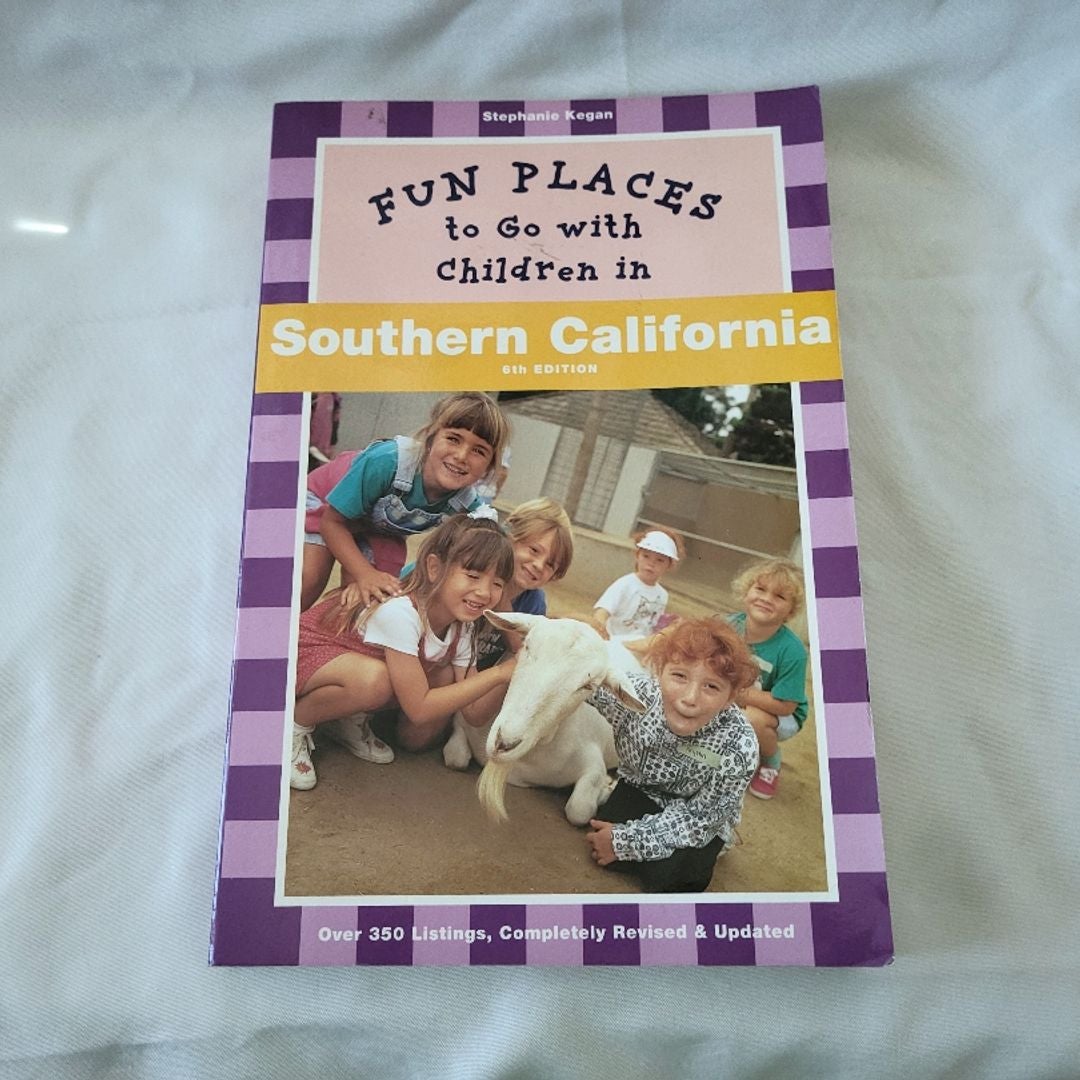 Stephanie Kegan
FUN PLACES
to Go with
Children in
Southern California
6th EDITION
Over 350 Listings, Completely Revised & Updated